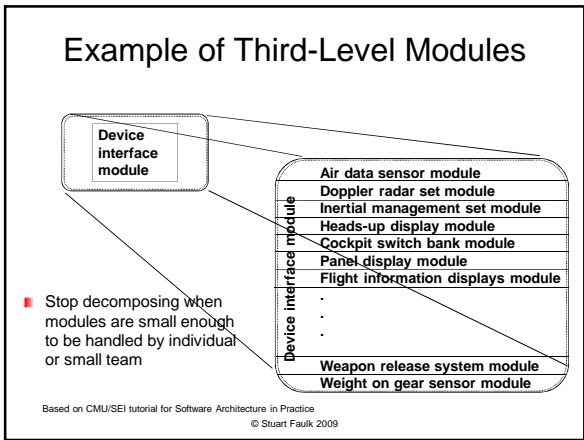 Example of Third-Level Modules
Device
interface
module
Device interface module
Air data sensor module
Doppler radar set module
Inertial management set module
Heads-up display module
Cockpit switch bank module
Panel display module
Flight information displays module
.
.
.
Weapon release system module
Weight on gear sensor module
Stop decomposing when
modules are small enough
to be handled by individual
or small team
Based on CMU/SEI tutorial for Software Architecture in Practice
© Stuart Faulk 2009